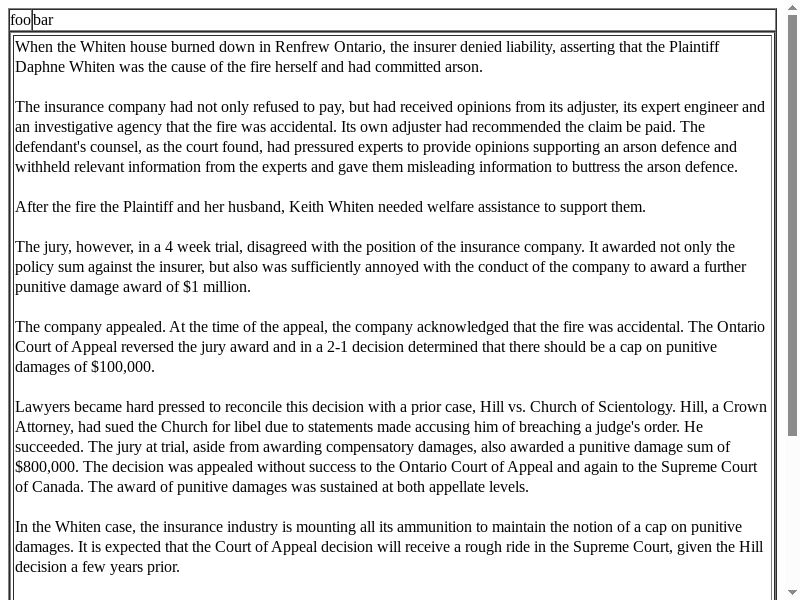 foo bar
When the Whiten house burned down in Renfrew Ontario, the insurer denied liability, asserting that the Plaintiff
Daphne Whiten was the cause of the fire herself and had committed arson.
The insurance company had not only refused to pay, but had received opinions from its adjuster, its expert engineer and
an investigative agency that the fire was accidental. Its own adjuster had recommended the claim be paid. The
defendant's counsel, as the court found, had pressured experts to provide opinions supporting an arson defence and
withheld relevant information from the experts and gave them misleading information to buttress the arson defence.
After the fire the Plaintiff and her husband, Keith Whiten needed welfare assistance to support them.
The jury, however, in a 4 week trial, disagreed with the position of the insurance company. It awarded not only the
policy sum against the insurer, but also was sufficiently annoyed with the conduct of the company to award a further
punitive damage award of $1 million.
The company appealed. At the time of the appeal, the company acknowledged that the fire was accidental. The Ontario
Court of Appeal reversed the jury award and in a 2-1 decision determined that there should be a cap on punitive
damages of $100,000.
Lawyers became hard pressed to reconcile this decision with a prior case, Hill vs. Church of Scientology. Hill, a Crown
Attorney, had sued the Church for libel due to statements made accusing him of breaching a judge's order. He
succeeded. The jury at trial, aside from awarding compensatory damages, also awarded a punitive damage sum of
$800,000. The decision was appealed without success to the Ontario Court of Appeal and again to the Supreme Court
of Canada. The award of punitive damages was sustained at both appellate levels.
In the Whiten case, the insurance industry is mounting all its ammunition to maintain the notion of a cap on punitive
damages. It is expected that the Court of Appeal decision will receive a rough ride in the Supreme Court, given the Hill
decision a few years prior.